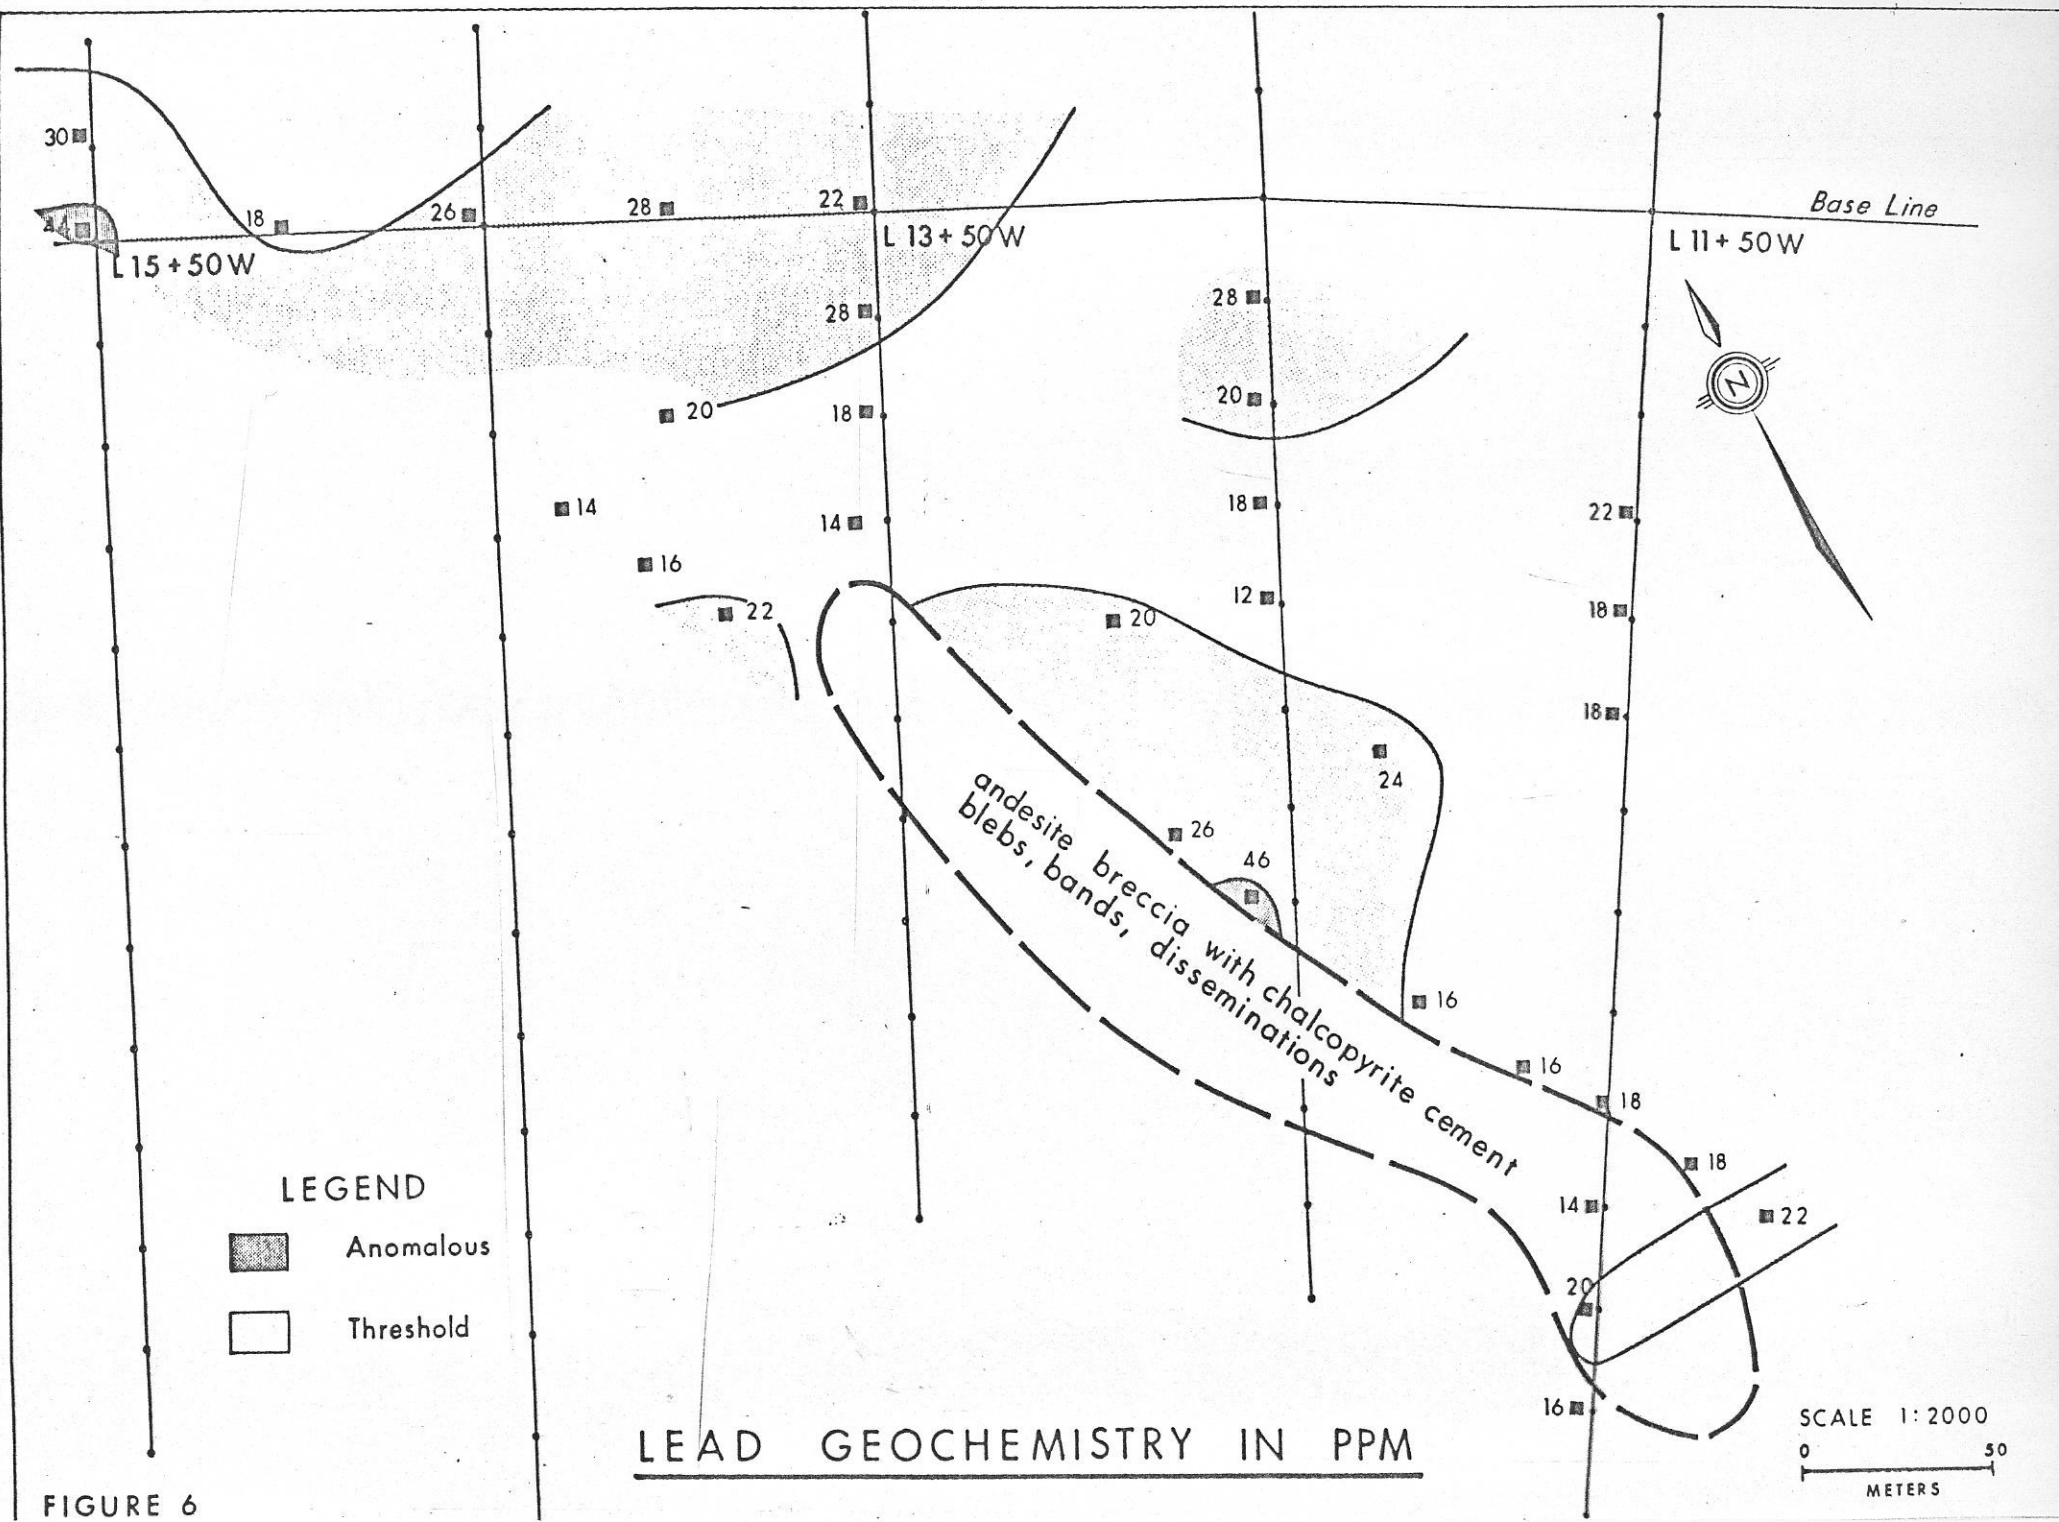 30
18
26
28
22
Base Line
L 15 + 50 W
L 13 + 50 W
L 11 + 50 W
28
28
N
20
18
20
14
14
18
22
16
12
18
22
20
18
24
26
46
andesite breccia with chalcopyrite cement
blebs, bands, disseminations
16
16
18
18
14
22
20
16
LEGEND
Anomalous
Threshold
SCALE 1:2000
0 50
METERS
LEAD GEOCHEMISTRY IN PPM
FIGURE 6